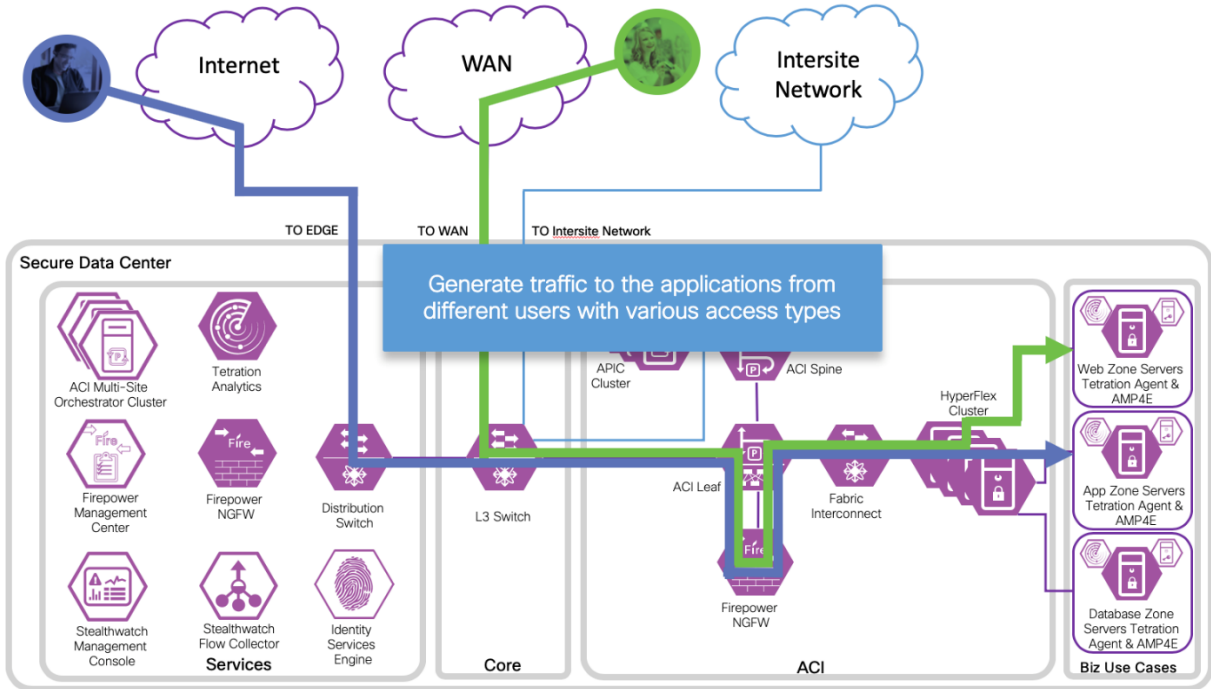 Internet
WAN
Intersite
Network
TO EDGE
TO WAN
TO Intersite Network
Secure Data Center
Generate traffic to the applications from
different users with various access types
ACI Multi-Site
Orchestrator Cluster
Tetration
Analytics
Fire
Firepower
Management
Center
Fire
Firepower
NGFW
Distribution
Switch
Stealthwatch
Management
Console
Stealthwatch
Flow Collector
Identity
Services
Engine
Services
L3 Switch
Core
APIC
Cluster
P
ACI Spine
P
ACI Leaf
Fabric
Interconnect
HyperFlex
Cluster
Fire
Firepower
NGFW
ACI
Web Zone Servers
Tetration Agent &
AMP4E
App Zone Servers
Tetration Agent &
AMP4E
Database Zone
Servers Tetration
Agent & AMP4E
Biz Use Cases